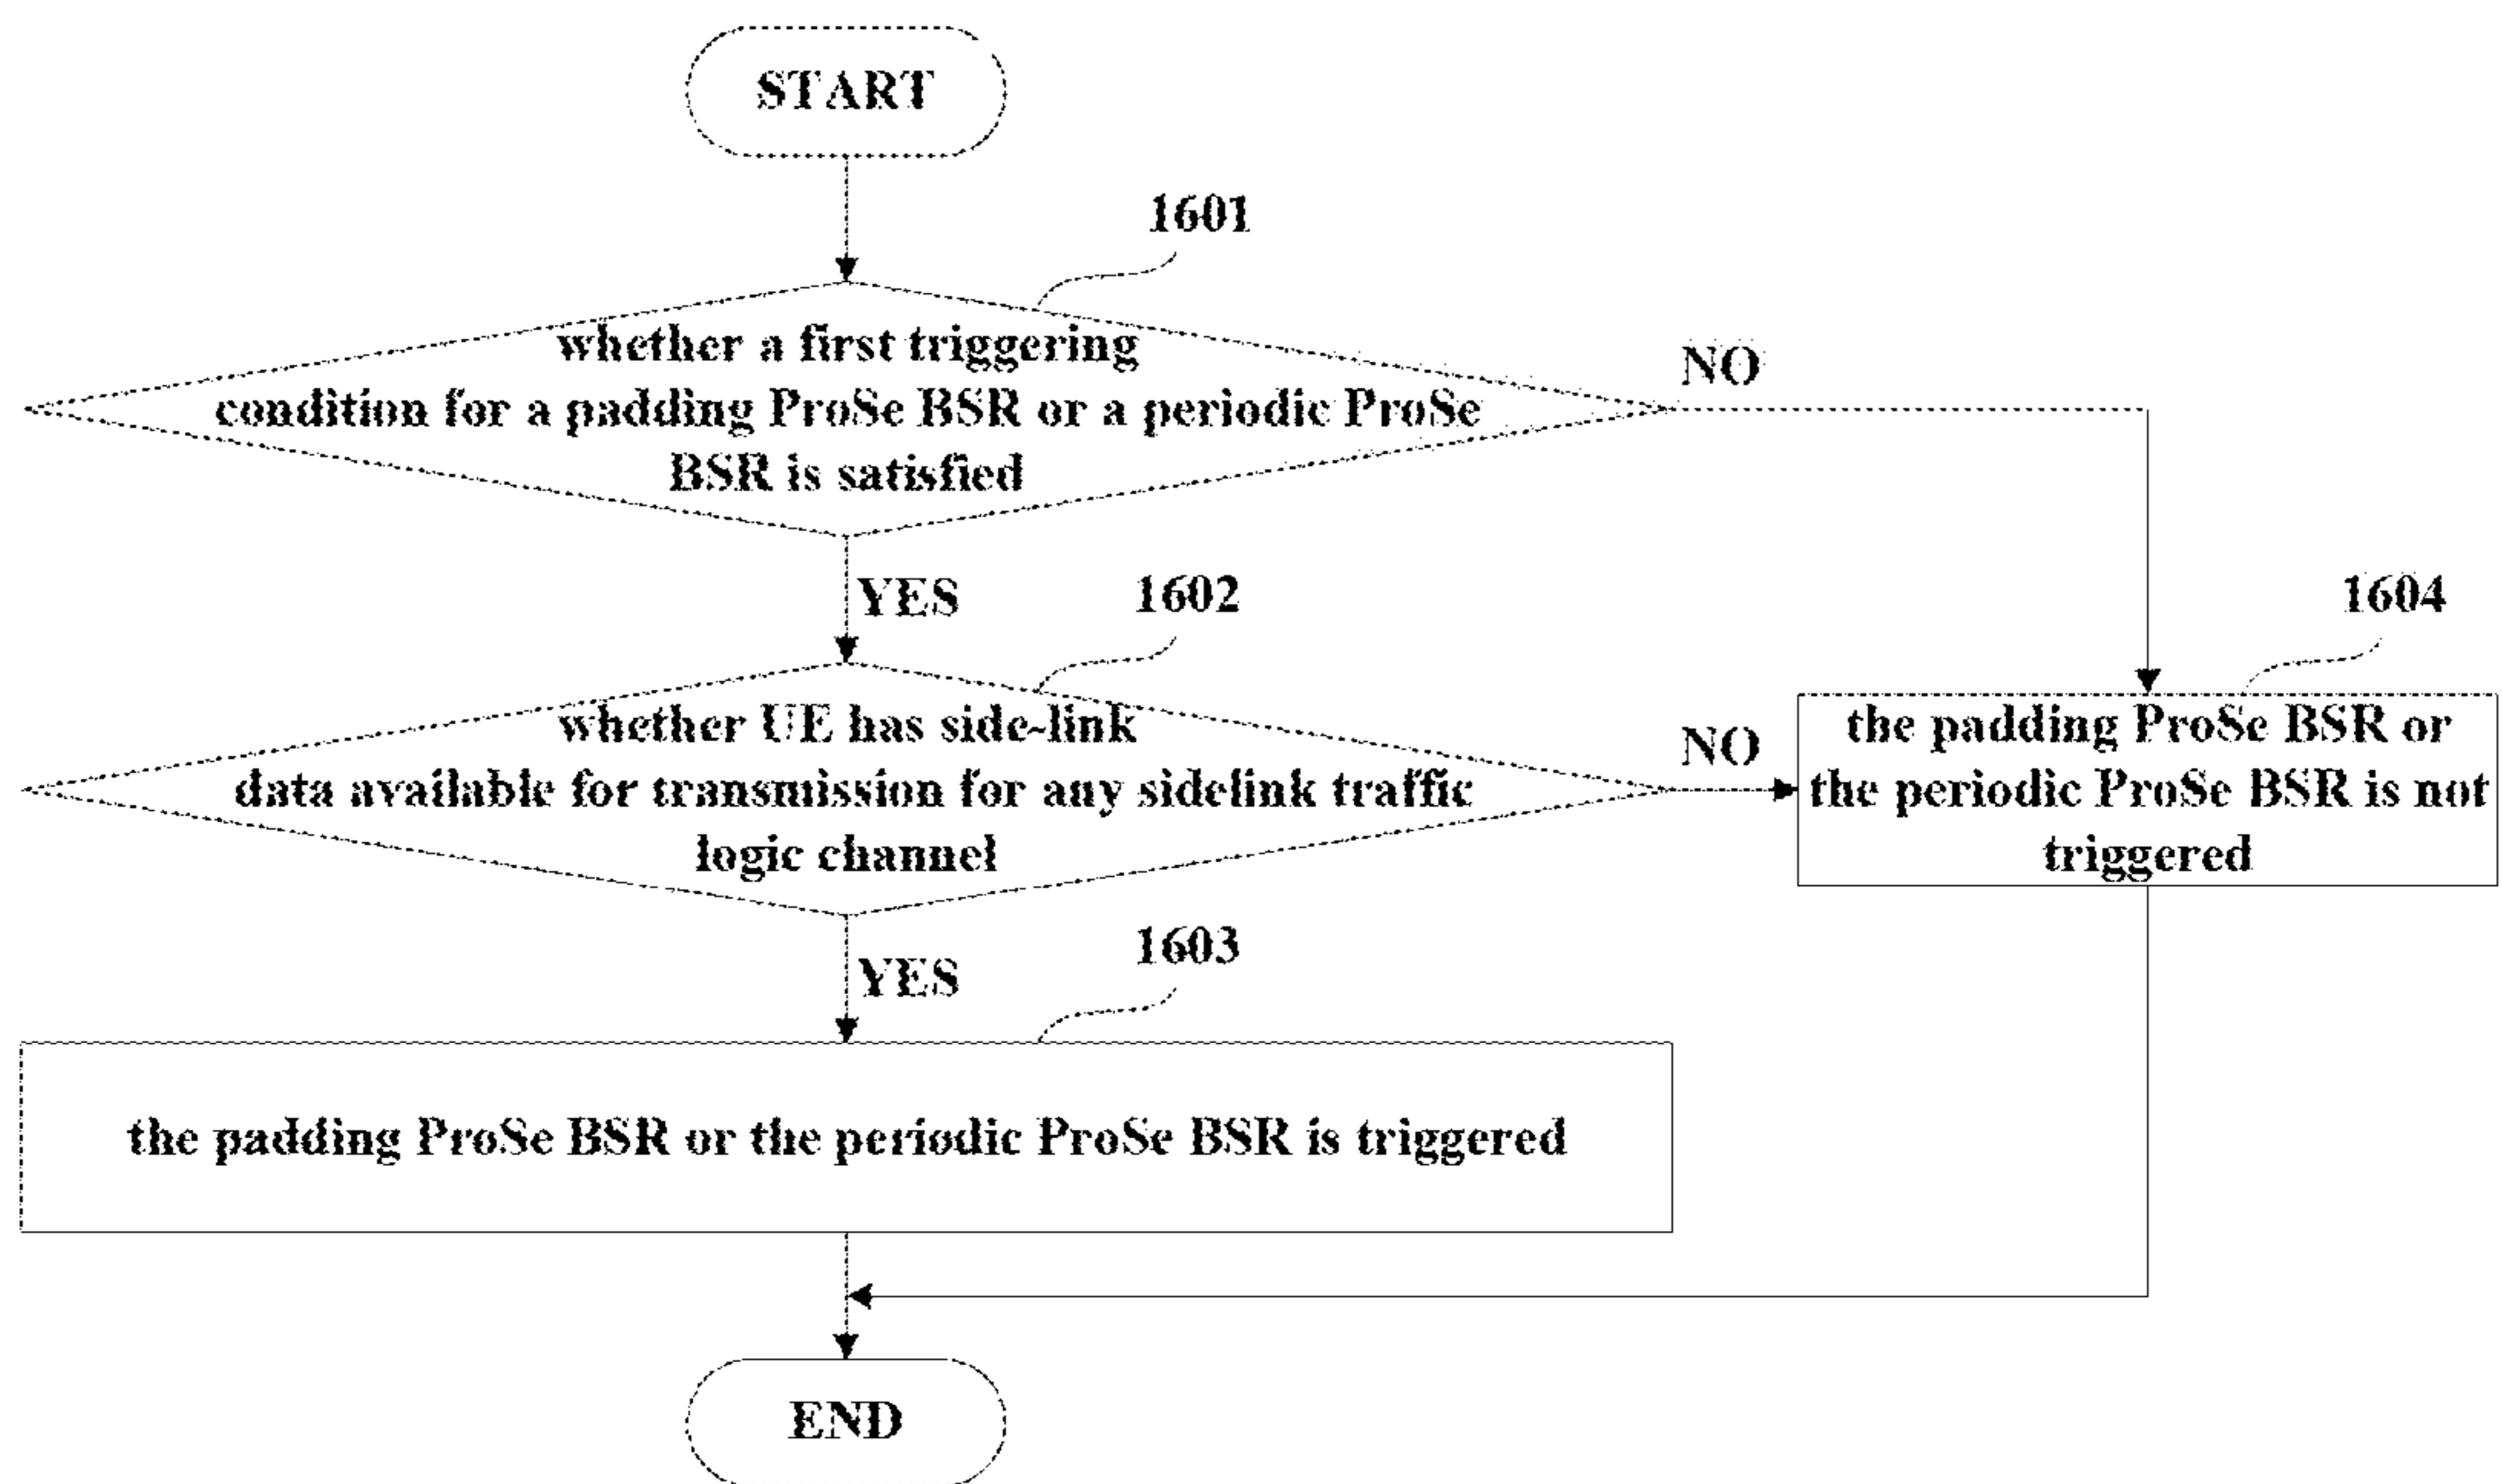 START
1601
whether a first triggering
condition for a padding ProSe BSR or a periodic ProSe
BSR is satisfied
NO
YES
1602
1604
whether UE has side-link
data available for transmission for any sidelink traffic
logic channel
NO
the padding ProSe BSR or
the periodic ProSe BSR is not
triggered
YES
1603
the padding ProSe BSR or the periodic ProSe BSR is triggered
END